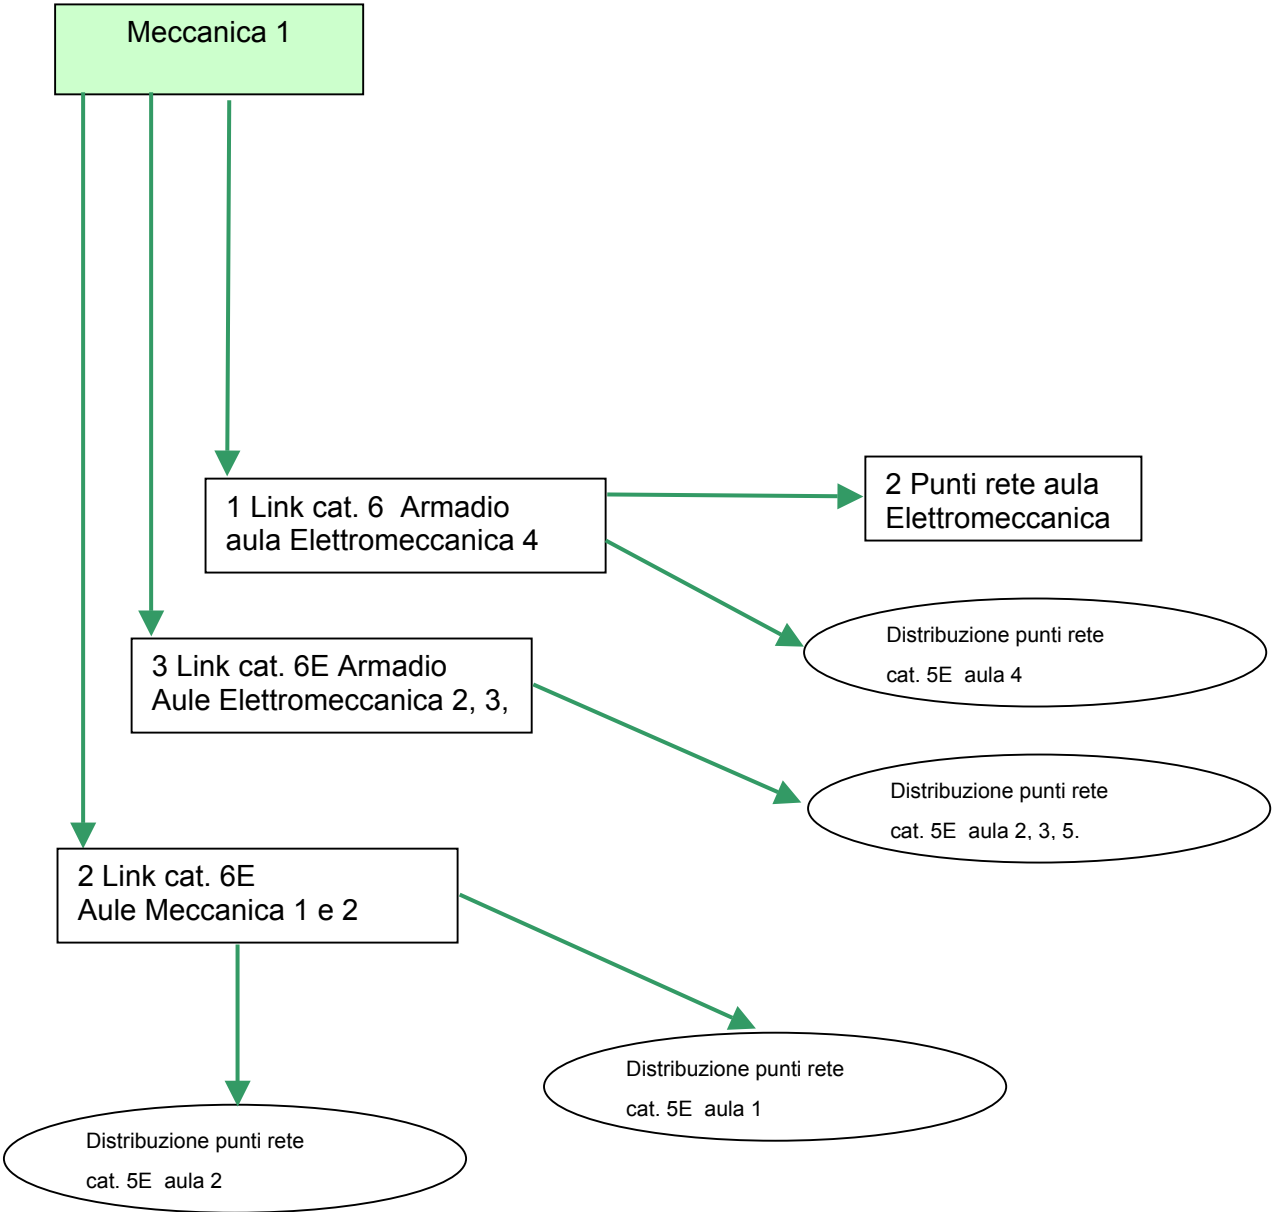 Meccanica 1
1 Link cat. 6  Armadio
aula Elettromeccanica 4
2 Punti rete aula
Elettromeccanica
Distribuzione punti rete
cat. 5E  aula 4
3 Link cat. 6E Armadio
Aule Elettromeccanica 2, 3,
Distribuzione punti rete
cat. 5E  aula 2, 3, 5.
2 Link cat. 6E
Aule Meccanica 1 e 2
Distribuzione punti rete
cat. 5E  aula 1
Distribuzione punti rete
cat. 5E  aula 2